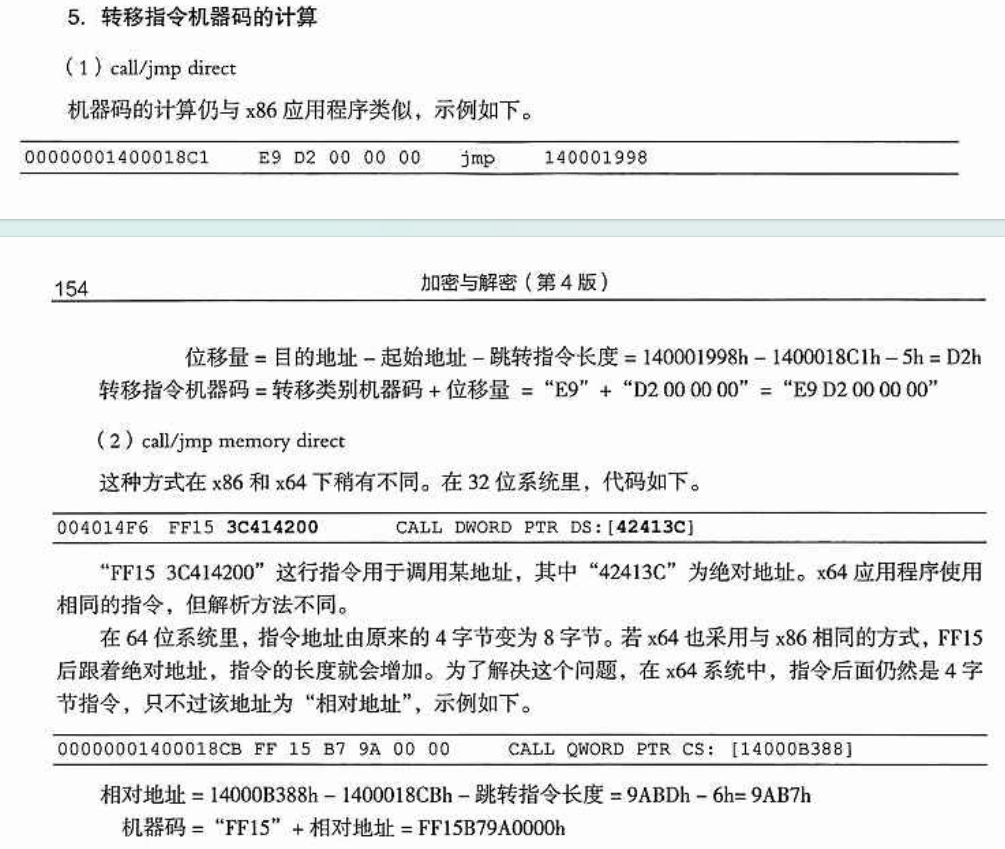 5. 转移指令机器码的计算
（1）call/jmp direct
机器码的计算仍与 x86 应用程序类似，示例如下。
00000001400018C1 E9 D2 00 00 00 jmp 140001998
154 加密与解密（第 4 版）
位移量 = 目的地址 – 起始地址 – 跳转指令长度 = 140001998h – 1400018C1h – 5h = D2h
转移指令机器码 = 转移类别机器码 + 位移量 = “E9” + “D2 00 00 00” = “E9 D2 00 00 00”
（2）call/jmp memory direct
这种方式在 x86 和 x64 下稍有不同。在 32 位系统里，代码如下。
004014F6 FF15 3C414200 CALL DWORD PTR DS:[42413C]
“FF15 3C414200”这行指令用于调用某地址，其中“42413C”为绝对地址。x64 应用程序使用
相同的指令，但解析方法不同。
在 64 位系统里，指令地址由原来的 4 字节变为 8 字节。若 x64 也采用与 x86 相同的方式，FF15
后跟着绝对地址，指令的长度就会增加。为了解决这个问题，在 x64 系统中，指令后面仍然是 4 字
节指令，只不过该地址为“相对地址”，示例如下。
00000001400018CB FF 15 B7 9A 00 00 CALL QWORD PTR CS: [14000B388]
相对地址 = 14000B388h – 1400018CBh – 跳转指令长度 = 9ABDh – 6h= 9AB7h
机器码 = “FF15” + 相对地址 = FF15B79A0000h